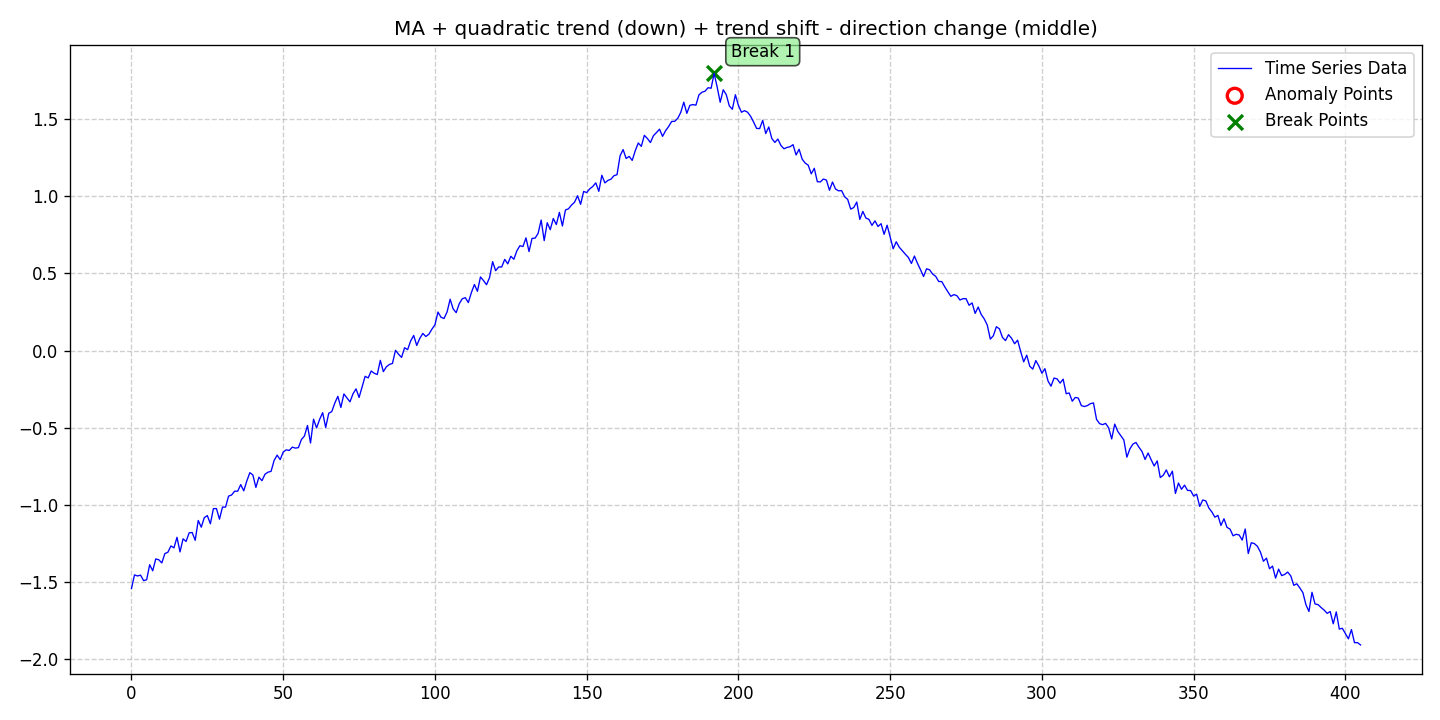 MA + quadratic trend (down) + trend shift - direction change (middle)
Break 1
Time Series Data
Anomaly Points
Break Points
1.5
1.0
0.5
0.0
−0.5
−1.0
−1.5
−2.0
0 50 100 150 200 250 300 350 400